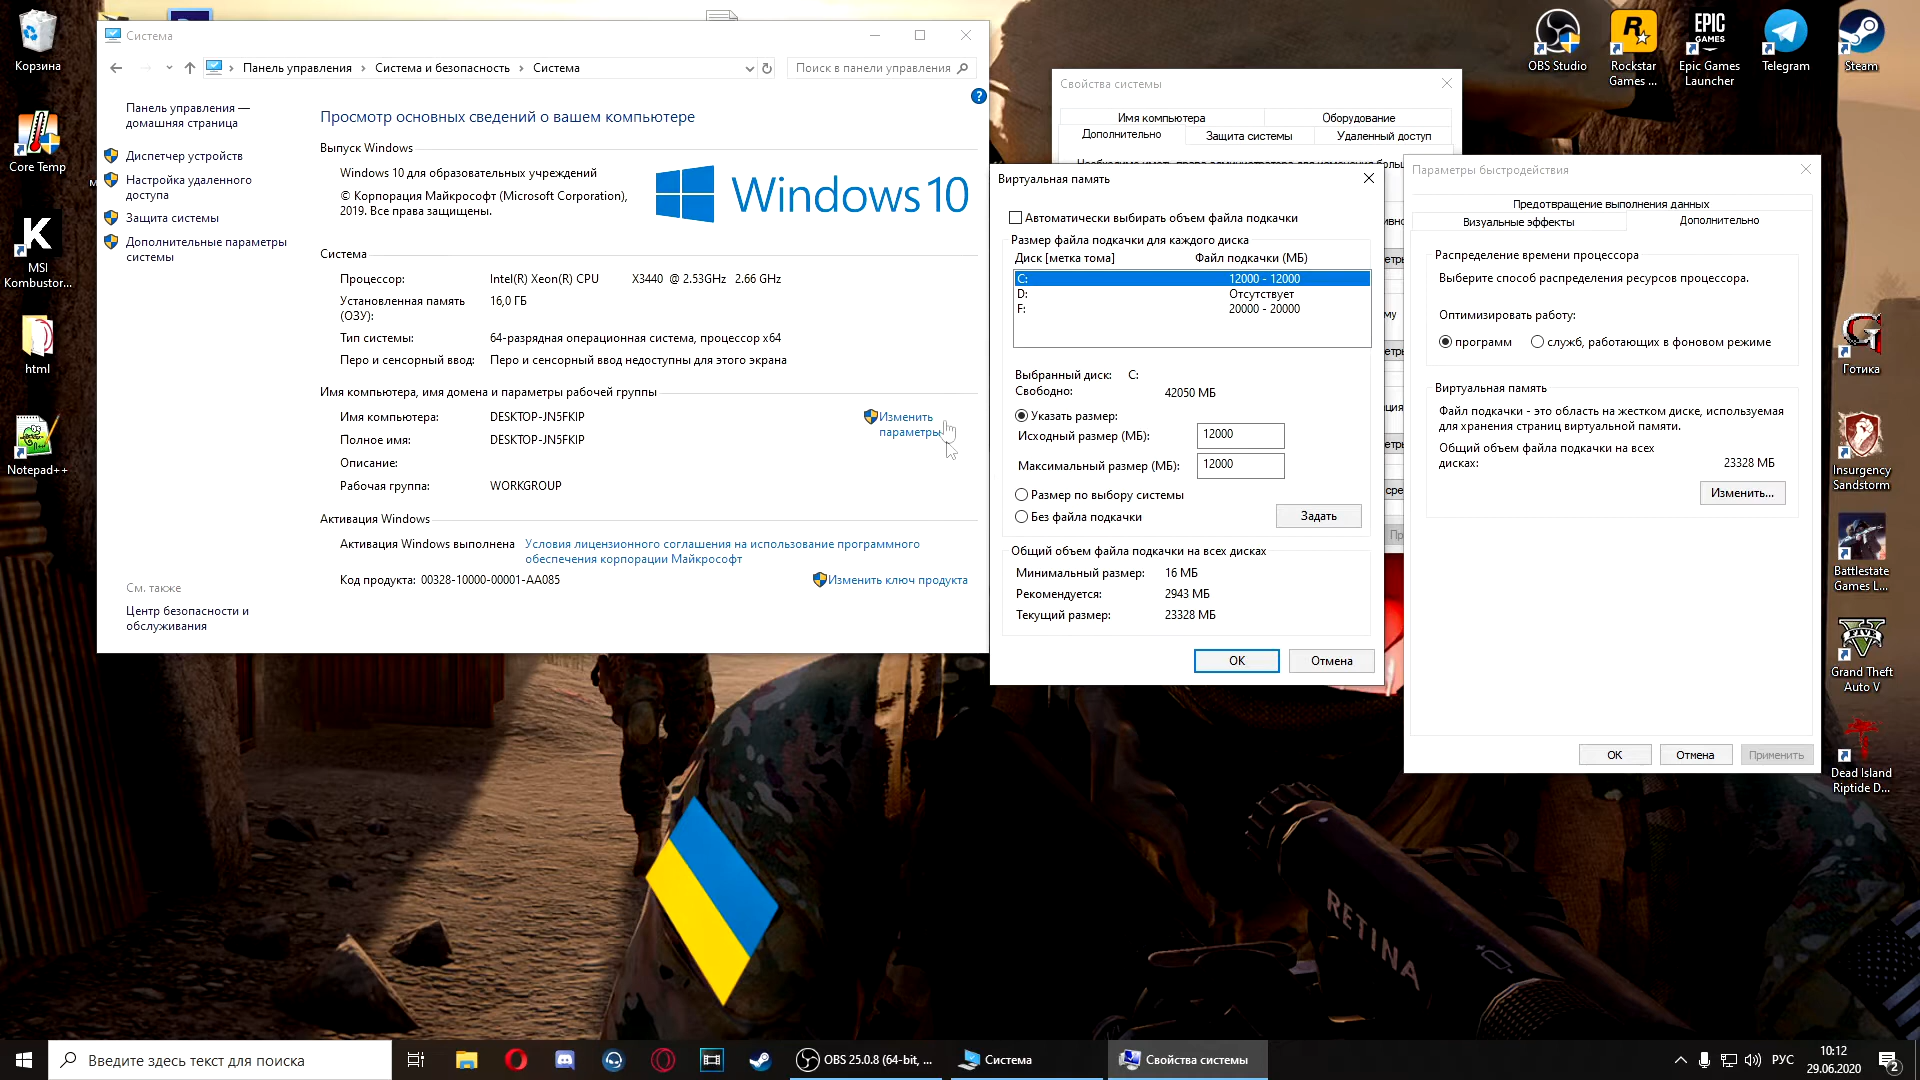 Корзина
Core Temp
MSI
Kombustor...
html
Notepad++
Система
Панель управления
Система и безопасность
Система
Поиск в панели управления
Панель управления —
домашняя страница
Диспетчер устройств
Настройка удаленного
доступа
Защита системы
Дополнительные параметры
системы
См. также
Центр безопасности и
обслуживания
Просмотр основных сведений о вашем компьютере
Выпуск Windows
Windows 10 для образовательных учреждений
© Корпорация Майкрософт (Microsoft Corporation),
2019. Все права защищены.
Windows 10
Система
Процессор: Intel(R) Xeon(R) CPU X3440 @ 2.53GHz 2.66 GHz
Установленная память 16,0 ГБ
(ОЗУ):
Тип системы: 64-разрядная операционная система, процессор x64
Перо и сенсорный ввод: Перо и сенсорный ввод недоступны для этого экрана
Имя компьютера, имя домена и параметры рабочей группы
Имя компьютера: DESKTOP-JN5FKIP
Изменить
параметры
Полное имя: DESKTOP-JN5FKIP
Описание:
Рабочая группа: WORKGROUP
Активация Windows
Активация Windows выполнена Условия лицензионного соглашения на использование программного
обеспечения корпорации Майкрософт
Код продукта: 00328-10000-00001-AA085
Изменить ключ продукта
Свойства системы
Имя компьютера Оборудование
Дополнительно Защита системы Удаленный доступ
Виртуальная память
Автоматически выбирать объем файла подкачки
Размер файла подкачки для каждого диска
Диск [метка тома] Файл подкачки (МБ)
C: 12000 - 12000
D: Отсутствует
F: 20000 - 20000
Выбранный диск: C:
Свободно: 42050 МБ
Указать размер:
Исходный размер (МБ): 12000
Максимальный размер (МБ): 12000
Размер по выбору системы
Без файла подкачки
Задать
Общий объем файла подкачки на всех дисках
Минимальный размер: 16 МБ
Рекомендуется: 2943 МБ
Текущий размер: 23328 МБ
ОК Отмена
Параметры быстродействия
Предотвращение выполнения данных
Визуальные эффекты Дополнительно
Распределение времени процессора
Выберите способ распределения ресурсов процессора.
Оптимизировать работу:
программ служб, работающих в фоновом режиме
Виртуальная память
Файл подкачки - это область на жестком диске, используемая
для хранения страниц виртуальной памяти.
Общий объем файла подкачки на всех
дисках: 23328 МБ
Изменить...
ОК Отмена Применить
OBS Studio
Rockstar
Games ...
EPIC
GAMES
Epic Games
Launcher
Telegram
Steam
Готика
Insurgency
Sandstorm
Battlestate
Games L...
FIVE
Grand Theft
Auto V
Dead Island
Riptide D...
RETINA
Введите здесь текст для поиска
OBS 25.0.8 (64-bit, ...
Система
Свойства системы
РУС
10:12
29.06.2020
2